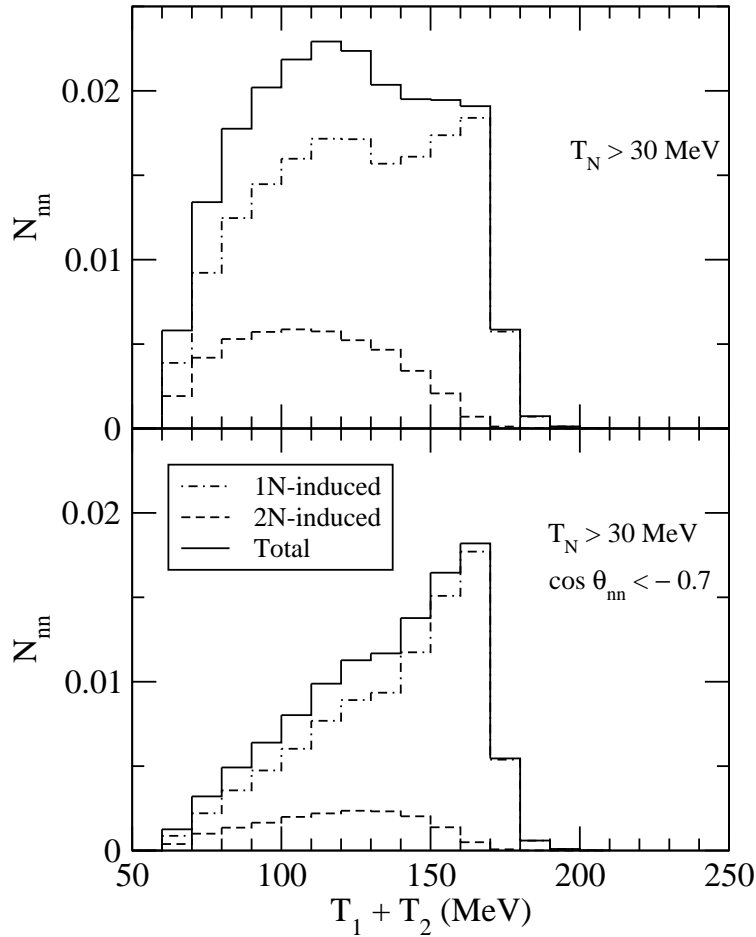 0.02
0.01
0
N_nn
T_N > 30 MeV
1N-induced
2N-induced
Total
T_N > 30 MeV
cos θ_nn < – 0.7
0.02
0.01
0
N_nn
50 100 150 200 250
T_1 + T_2 (MeV)